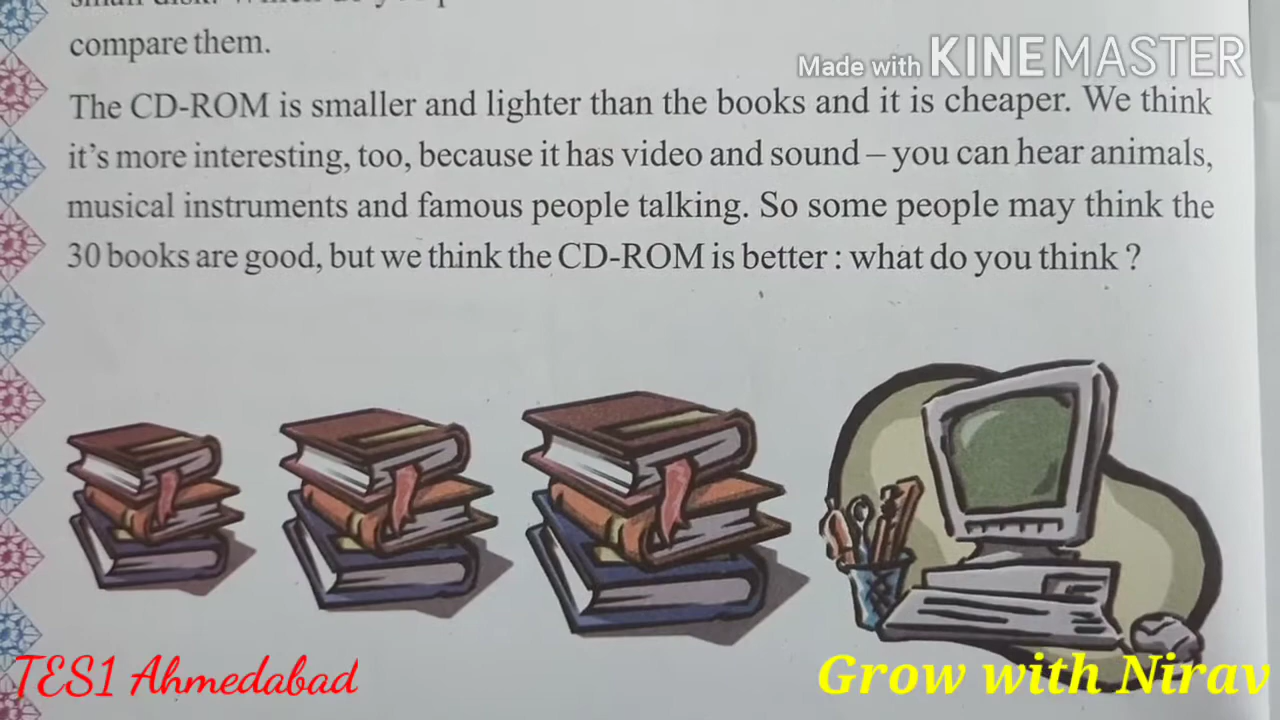 compare them.
Made with KINEMASTER
The CD-ROM is smaller and lighter than the books and it is cheaper. We think
it's more interesting, too, because it has video and sound – you can hear animals,
musical instruments and famous people talking. So some people may think the
30 books are good, but we think the CD-ROM is better : what do you think ?
TES1 Ahmedabad
Grow with Nirav